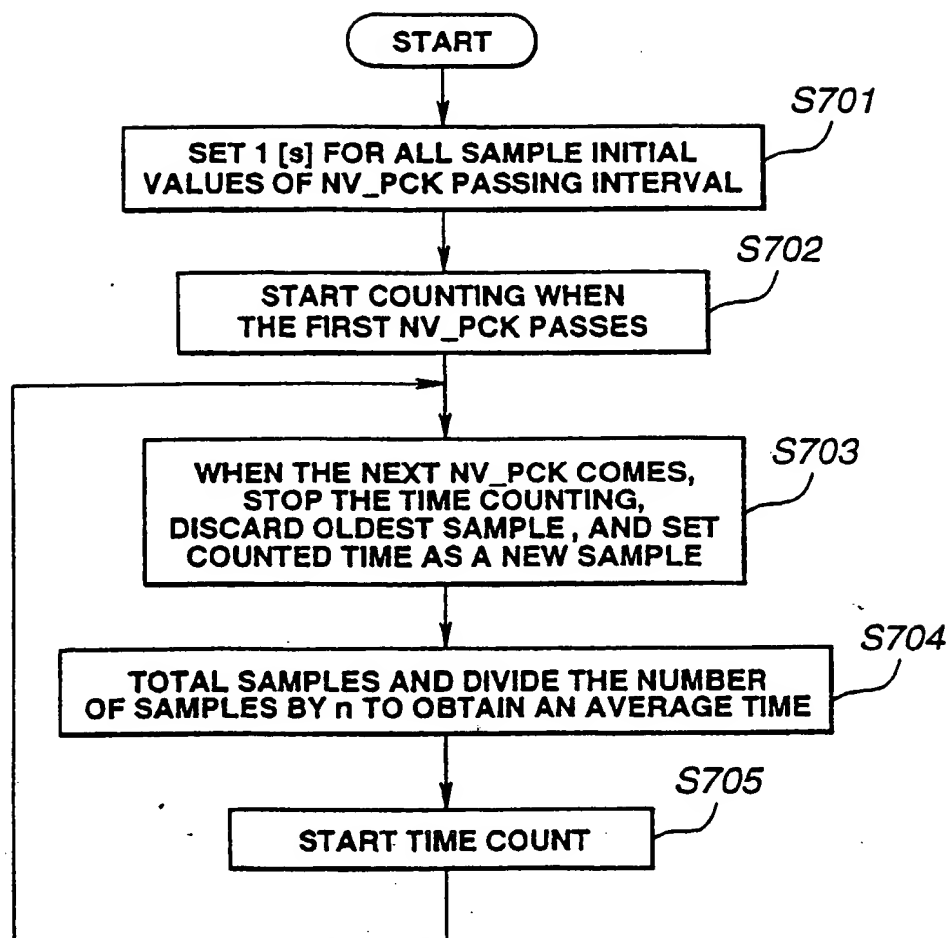 START
S701
SET 1 [s] FOR ALL SAMPLE INITIAL
VALUES OF NV_PCK PASSING INTERVAL
S702
START COUNTING WHEN
THE FIRST NV_PCK PASSES
S703
WHEN THE NEXT NV_PCK COMES,
STOP THE TIME COUNTING,
DISCARD OLDEST SAMPLE, AND SET
COUNTED TIME AS A NEW SAMPLE
S704
TOTAL SAMPLES AND DIVIDE THE NUMBER
OF SAMPLES BY n TO OBTAIN AN AVERAGE TIME
S705
START TIME COUNT